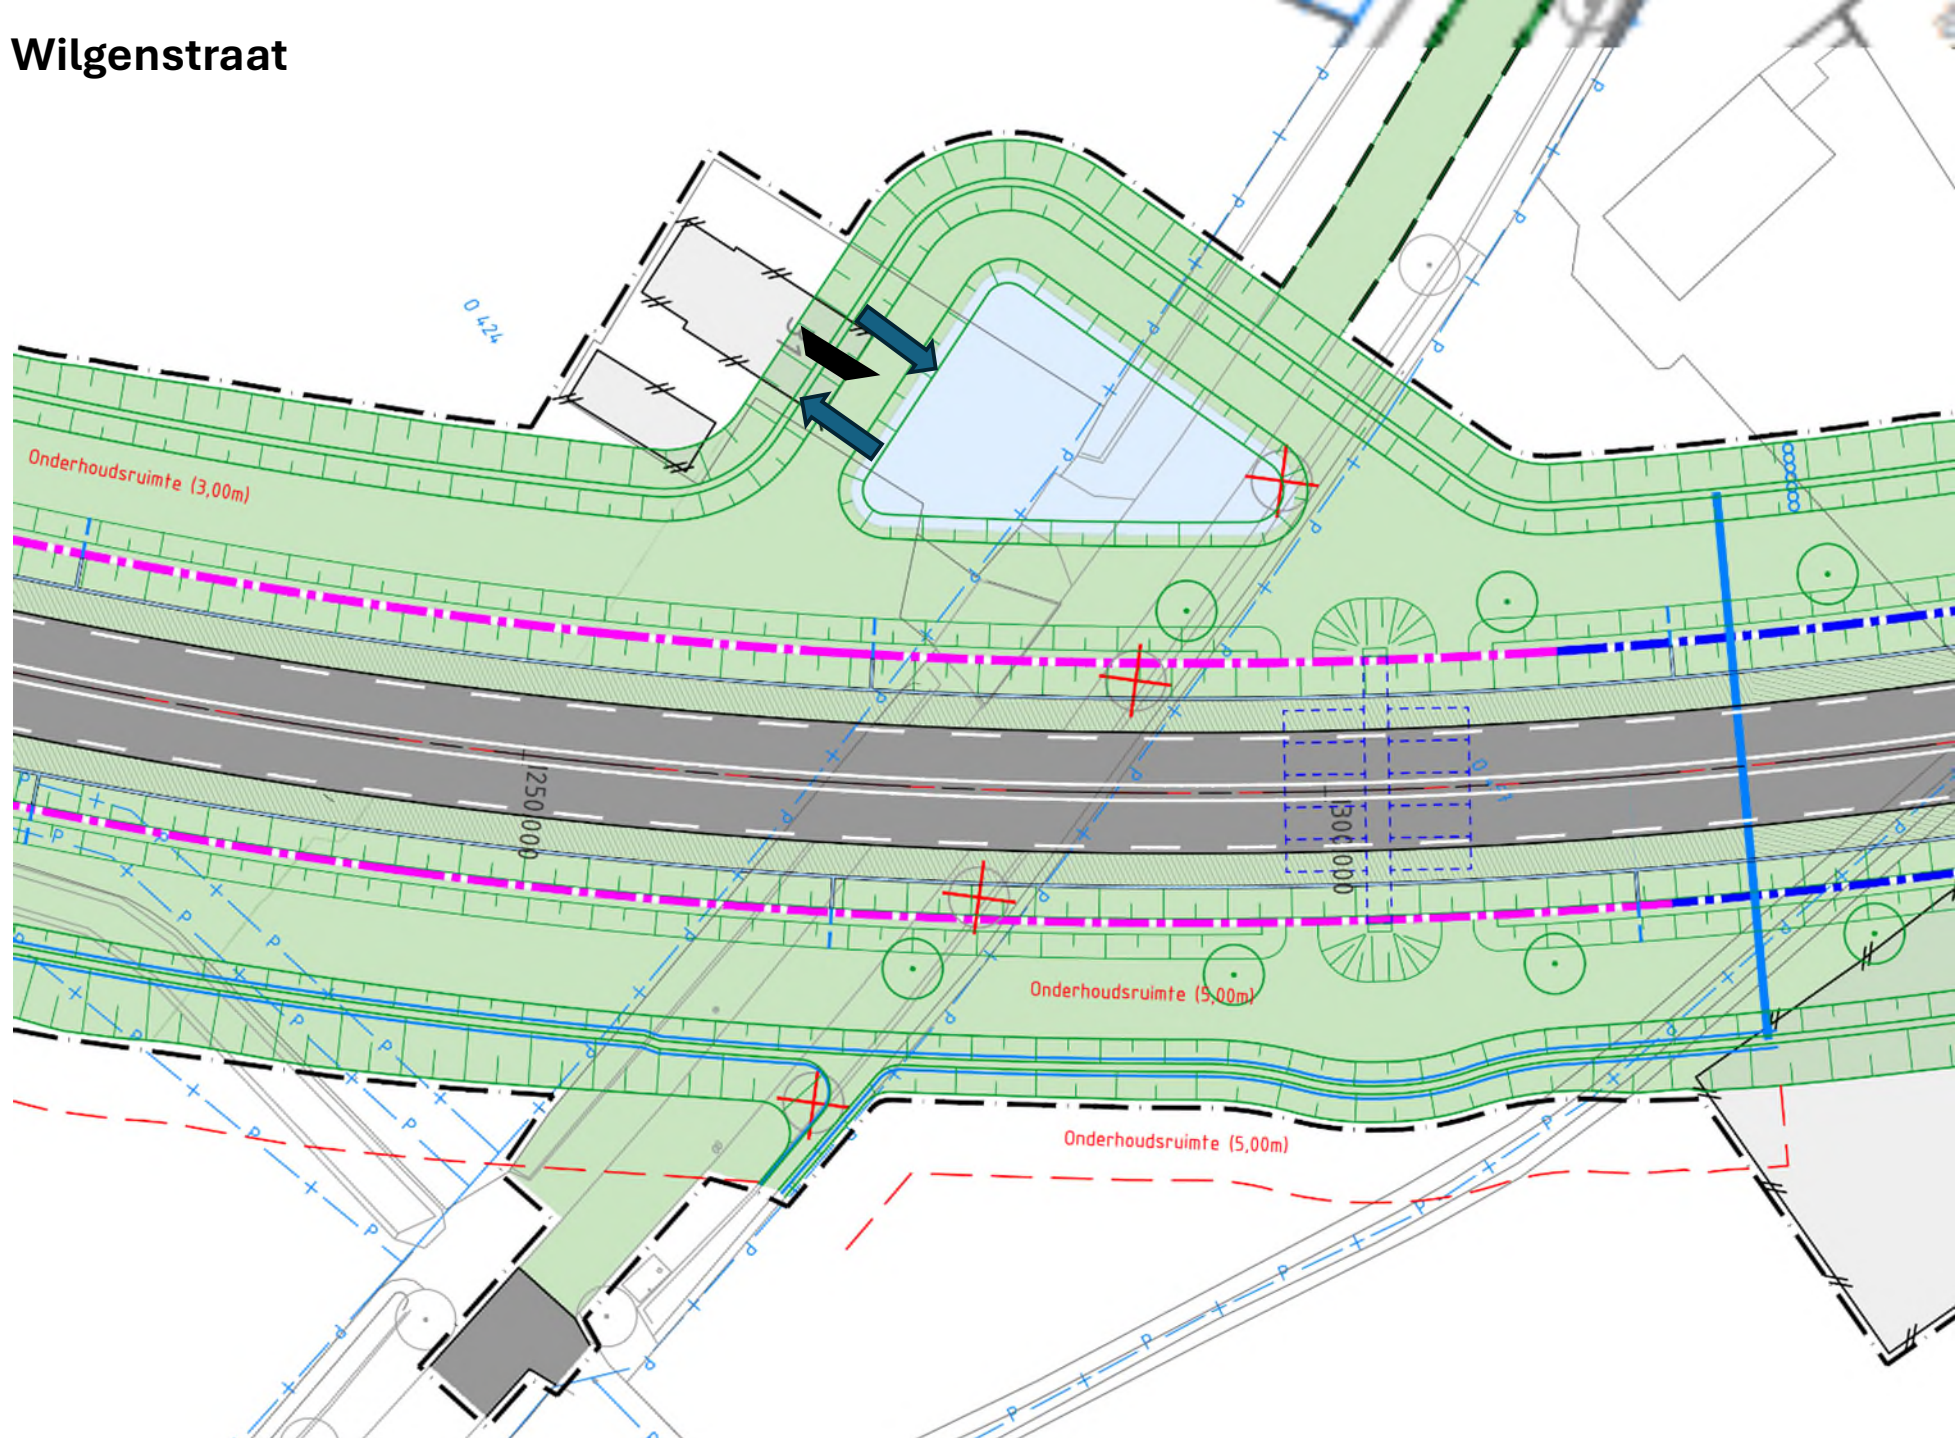 Wilgenstraat
0 424
Onderhoudsruimte (3,00m)
1250.000
1300.000
Onderhoudsruimte (5,00m)
Onderhoudsruimte (5,00m)